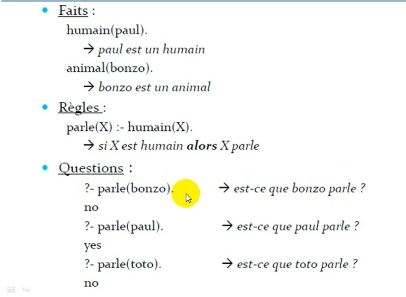 • Faits :
humain(paul).
→ paul est un humain
animal(bonzo).
→ bonzo est un animal
• Règles :
parle(X) :- humain(X).
→ si X est humain alors X parle
• Questions :
?- parle(bonzo). → est-ce que bonzo parle ?
no
?- parle(paul). → est-ce que paul parle ?
yes
?- parle(toto). → est-ce que toto parle ?
no